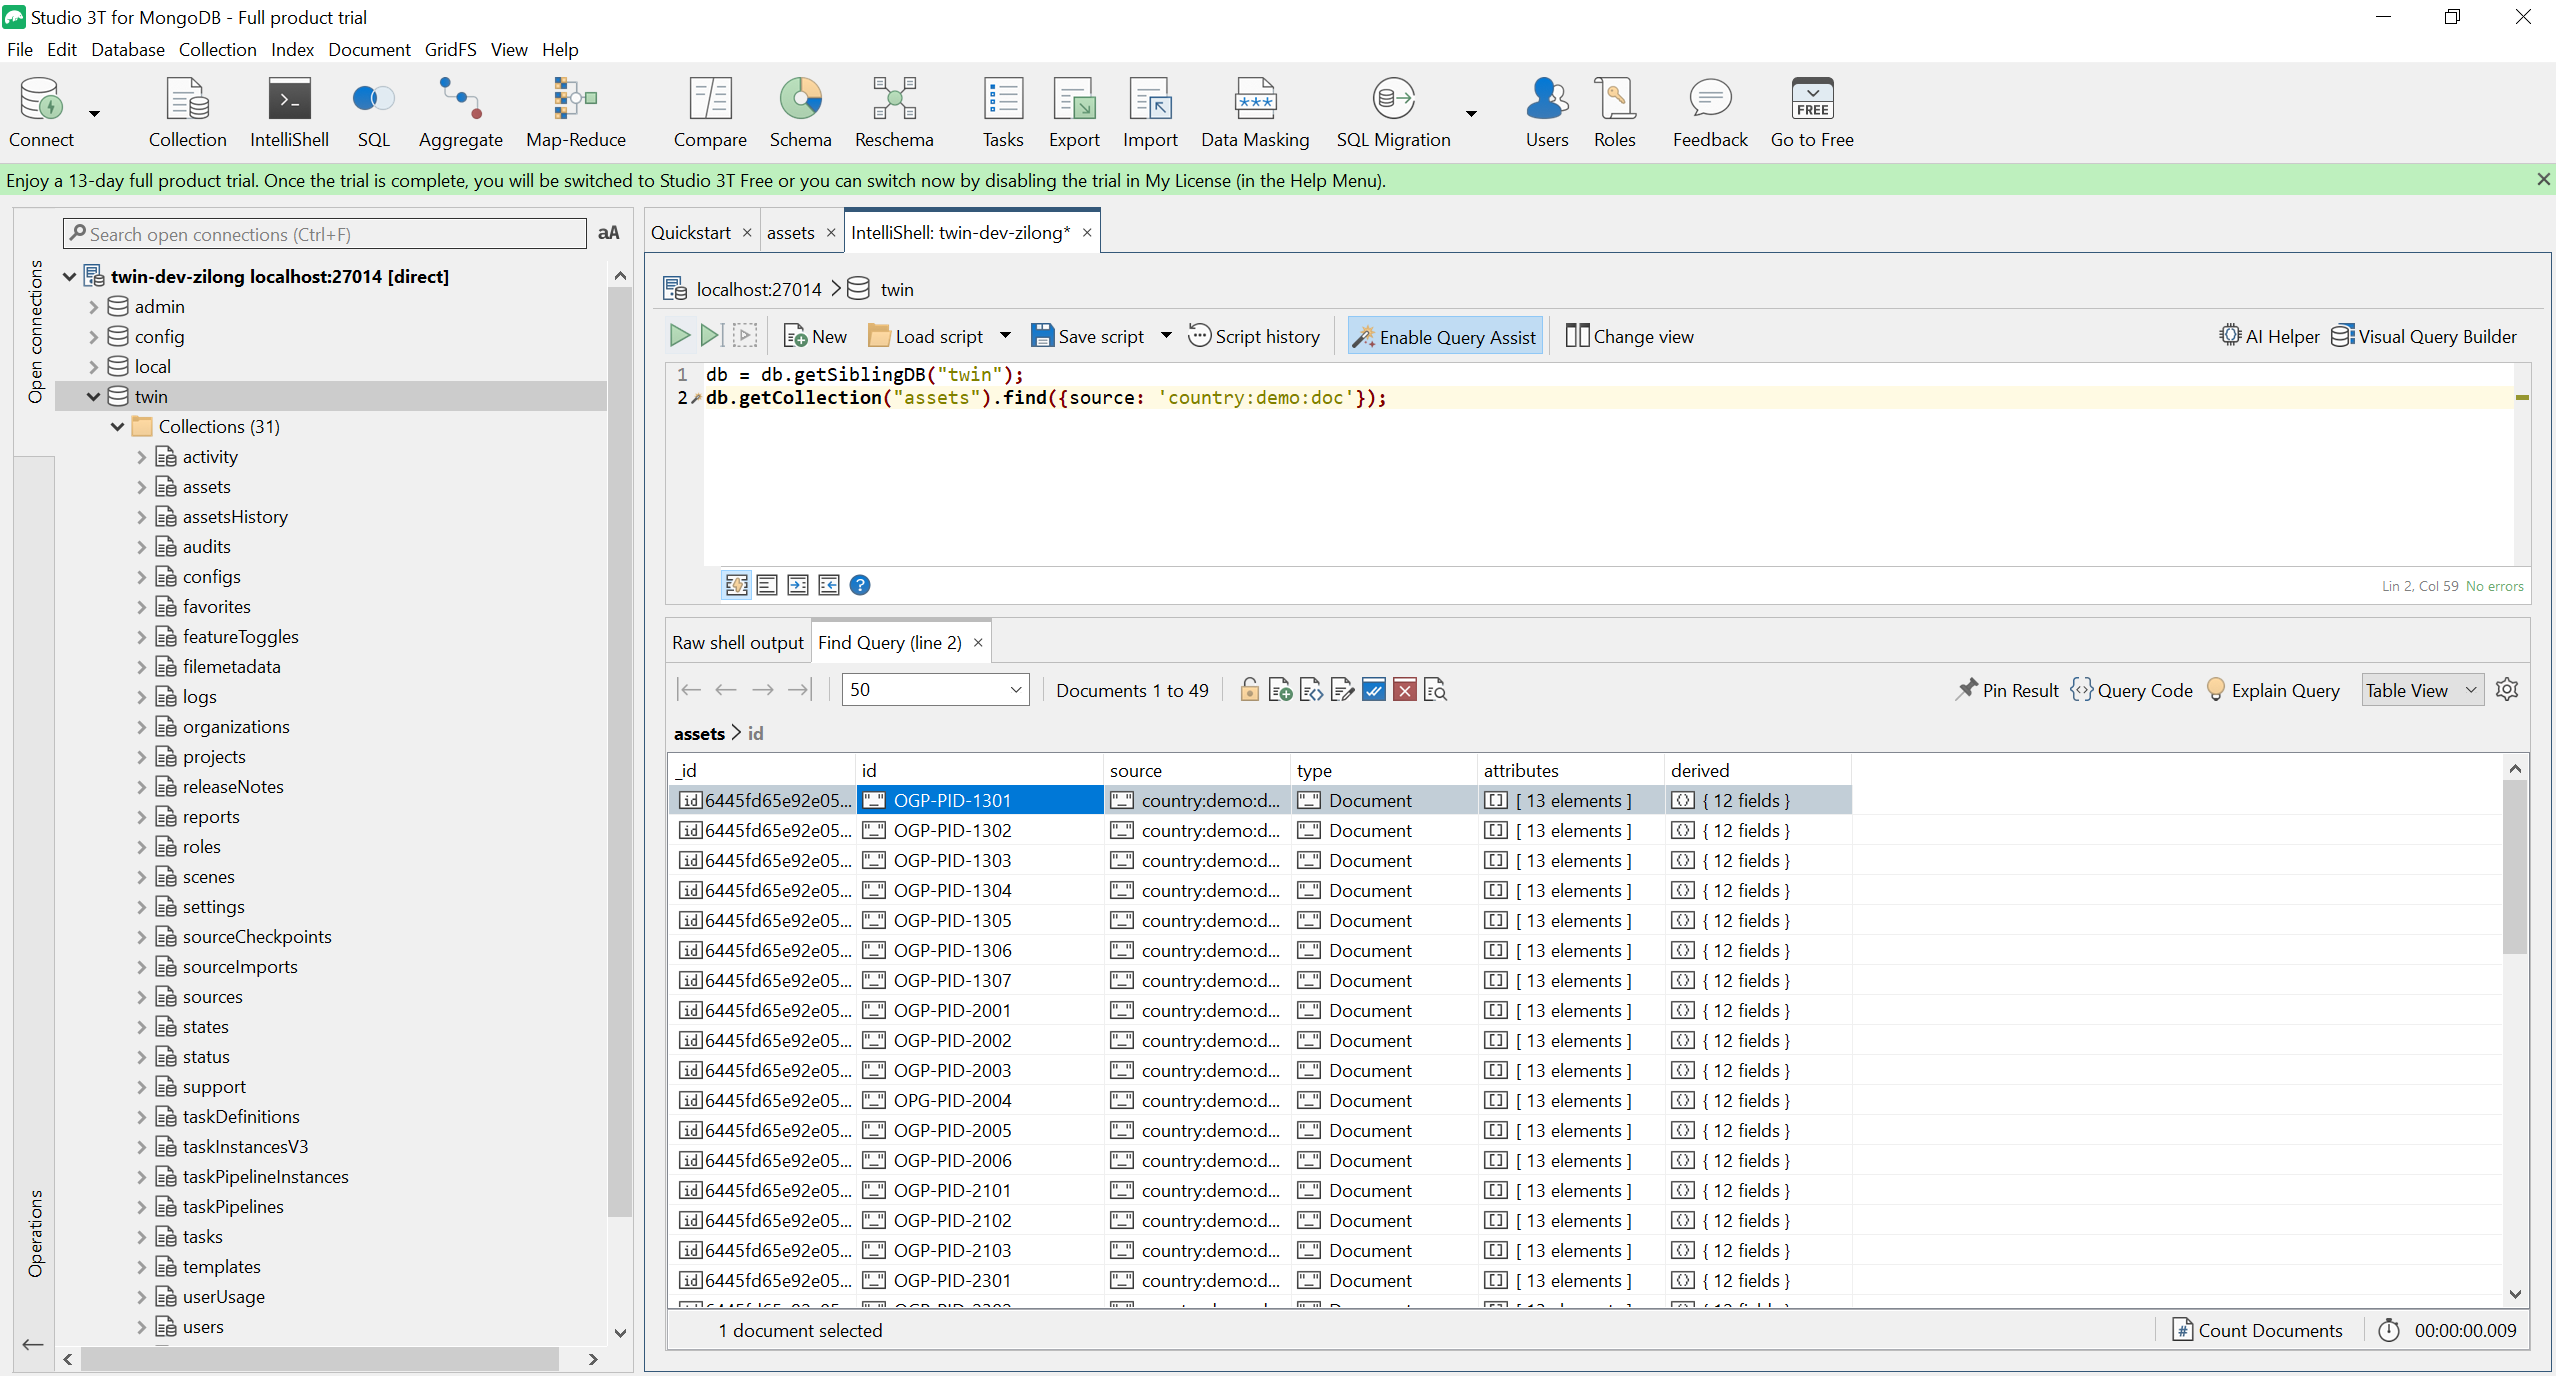 Studio 3T for MongoDB - Full product trial
File Edit Database Collection Index Document GridFS View Help
Connect Collection IntelliShell SQL Aggregate Map-Reduce Compare Schema Reschema Tasks Export Import Data Masking SQL Migration Users Roles Feedback FREE Go to Free
Enjoy a 13-day full product trial. Once the trial is complete, you will be switched to Studio 3T Free or you can switch now by disabling the trial in My License (in the Help Menu).
Open connections
Operations
Search open connections (Ctrl+F) aA
twin-dev-zilong localhost:27014 [direct]
admin
config
local
twin
Collections (31)
activity
assets
assetsHistory
audits
configs
favorites
featureToggles
filemetadata
logs
organizations
projects
releaseNotes
reports
roles
scenes
settings
sourceCheckpoints
sourceImports
sources
states
status
support
taskDefinitions
taskInstancesV3
taskPipelineInstances
taskPipelines
tasks
templates
userUsage
users
Quickstart assets IntelliShell: twin-dev-zilong*
localhost:27014 twin
New Load script Save script Script history Enable Query Assist Change view AI Helper Visual Query Builder
1 db = db.getSiblingDB("twin");
2 db.getCollection("assets").find({source: 'country:demo:doc'});
Lin 2, Col 59 No errors
Raw shell output Find Query (line 2)
50 Documents 1 to 49 Pin Result Query Code Explain Query Table View
assets > id
_id id source type attributes derived
6445fd65e92e05... OGP-PID-1301 country:demo:d... Document [ 13 elements ] { 12 fields }
6445fd65e92e05... OGP-PID-1302 country:demo:d... Document [ 13 elements ] { 12 fields }
6445fd65e92e05... OGP-PID-1303 country:demo:d... Document [ 13 elements ] { 12 fields }
6445fd65e92e05... OGP-PID-1304 country:demo:d... Document [ 13 elements ] { 12 fields }
6445fd65e92e05... OGP-PID-1305 country:demo:d... Document [ 13 elements ] { 12 fields }
6445fd65e92e05... OGP-PID-1306 country:demo:d... Document [ 13 elements ] { 12 fields }
6445fd65e92e05... OGP-PID-1307 country:demo:d... Document [ 13 elements ] { 12 fields }
6445fd65e92e05... OGP-PID-2001 country:demo:d... Document [ 13 elements ] { 12 fields }
6445fd65e92e05... OGP-PID-2002 country:demo:d... Document [ 13 elements ] { 12 fields }
6445fd65e92e05... OGP-PID-2003 country:demo:d... Document [ 13 elements ] { 12 fields }
6445fd65e92e05... OPG-PID-2004 country:demo:d... Document [ 13 elements ] { 12 fields }
6445fd65e92e05... OGP-PID-2005 country:demo:d... Document [ 13 elements ] { 12 fields }
6445fd65e92e05... OGP-PID-2006 country:demo:d... Document [ 13 elements ] { 12 fields }
6445fd65e92e05... OGP-PID-2101 country:demo:d... Document [ 13 elements ] { 12 fields }
6445fd65e92e05... OGP-PID-2102 country:demo:d... Document [ 13 elements ] { 12 fields }
6445fd65e92e05... OGP-PID-2103 country:demo:d... Document [ 13 elements ] { 12 fields }
6445fd65e92e05... OGP-PID-2301 country:demo:d... Document [ 13 elements ] { 12 fields }
1 document selected Count Documents 00:00:00.009